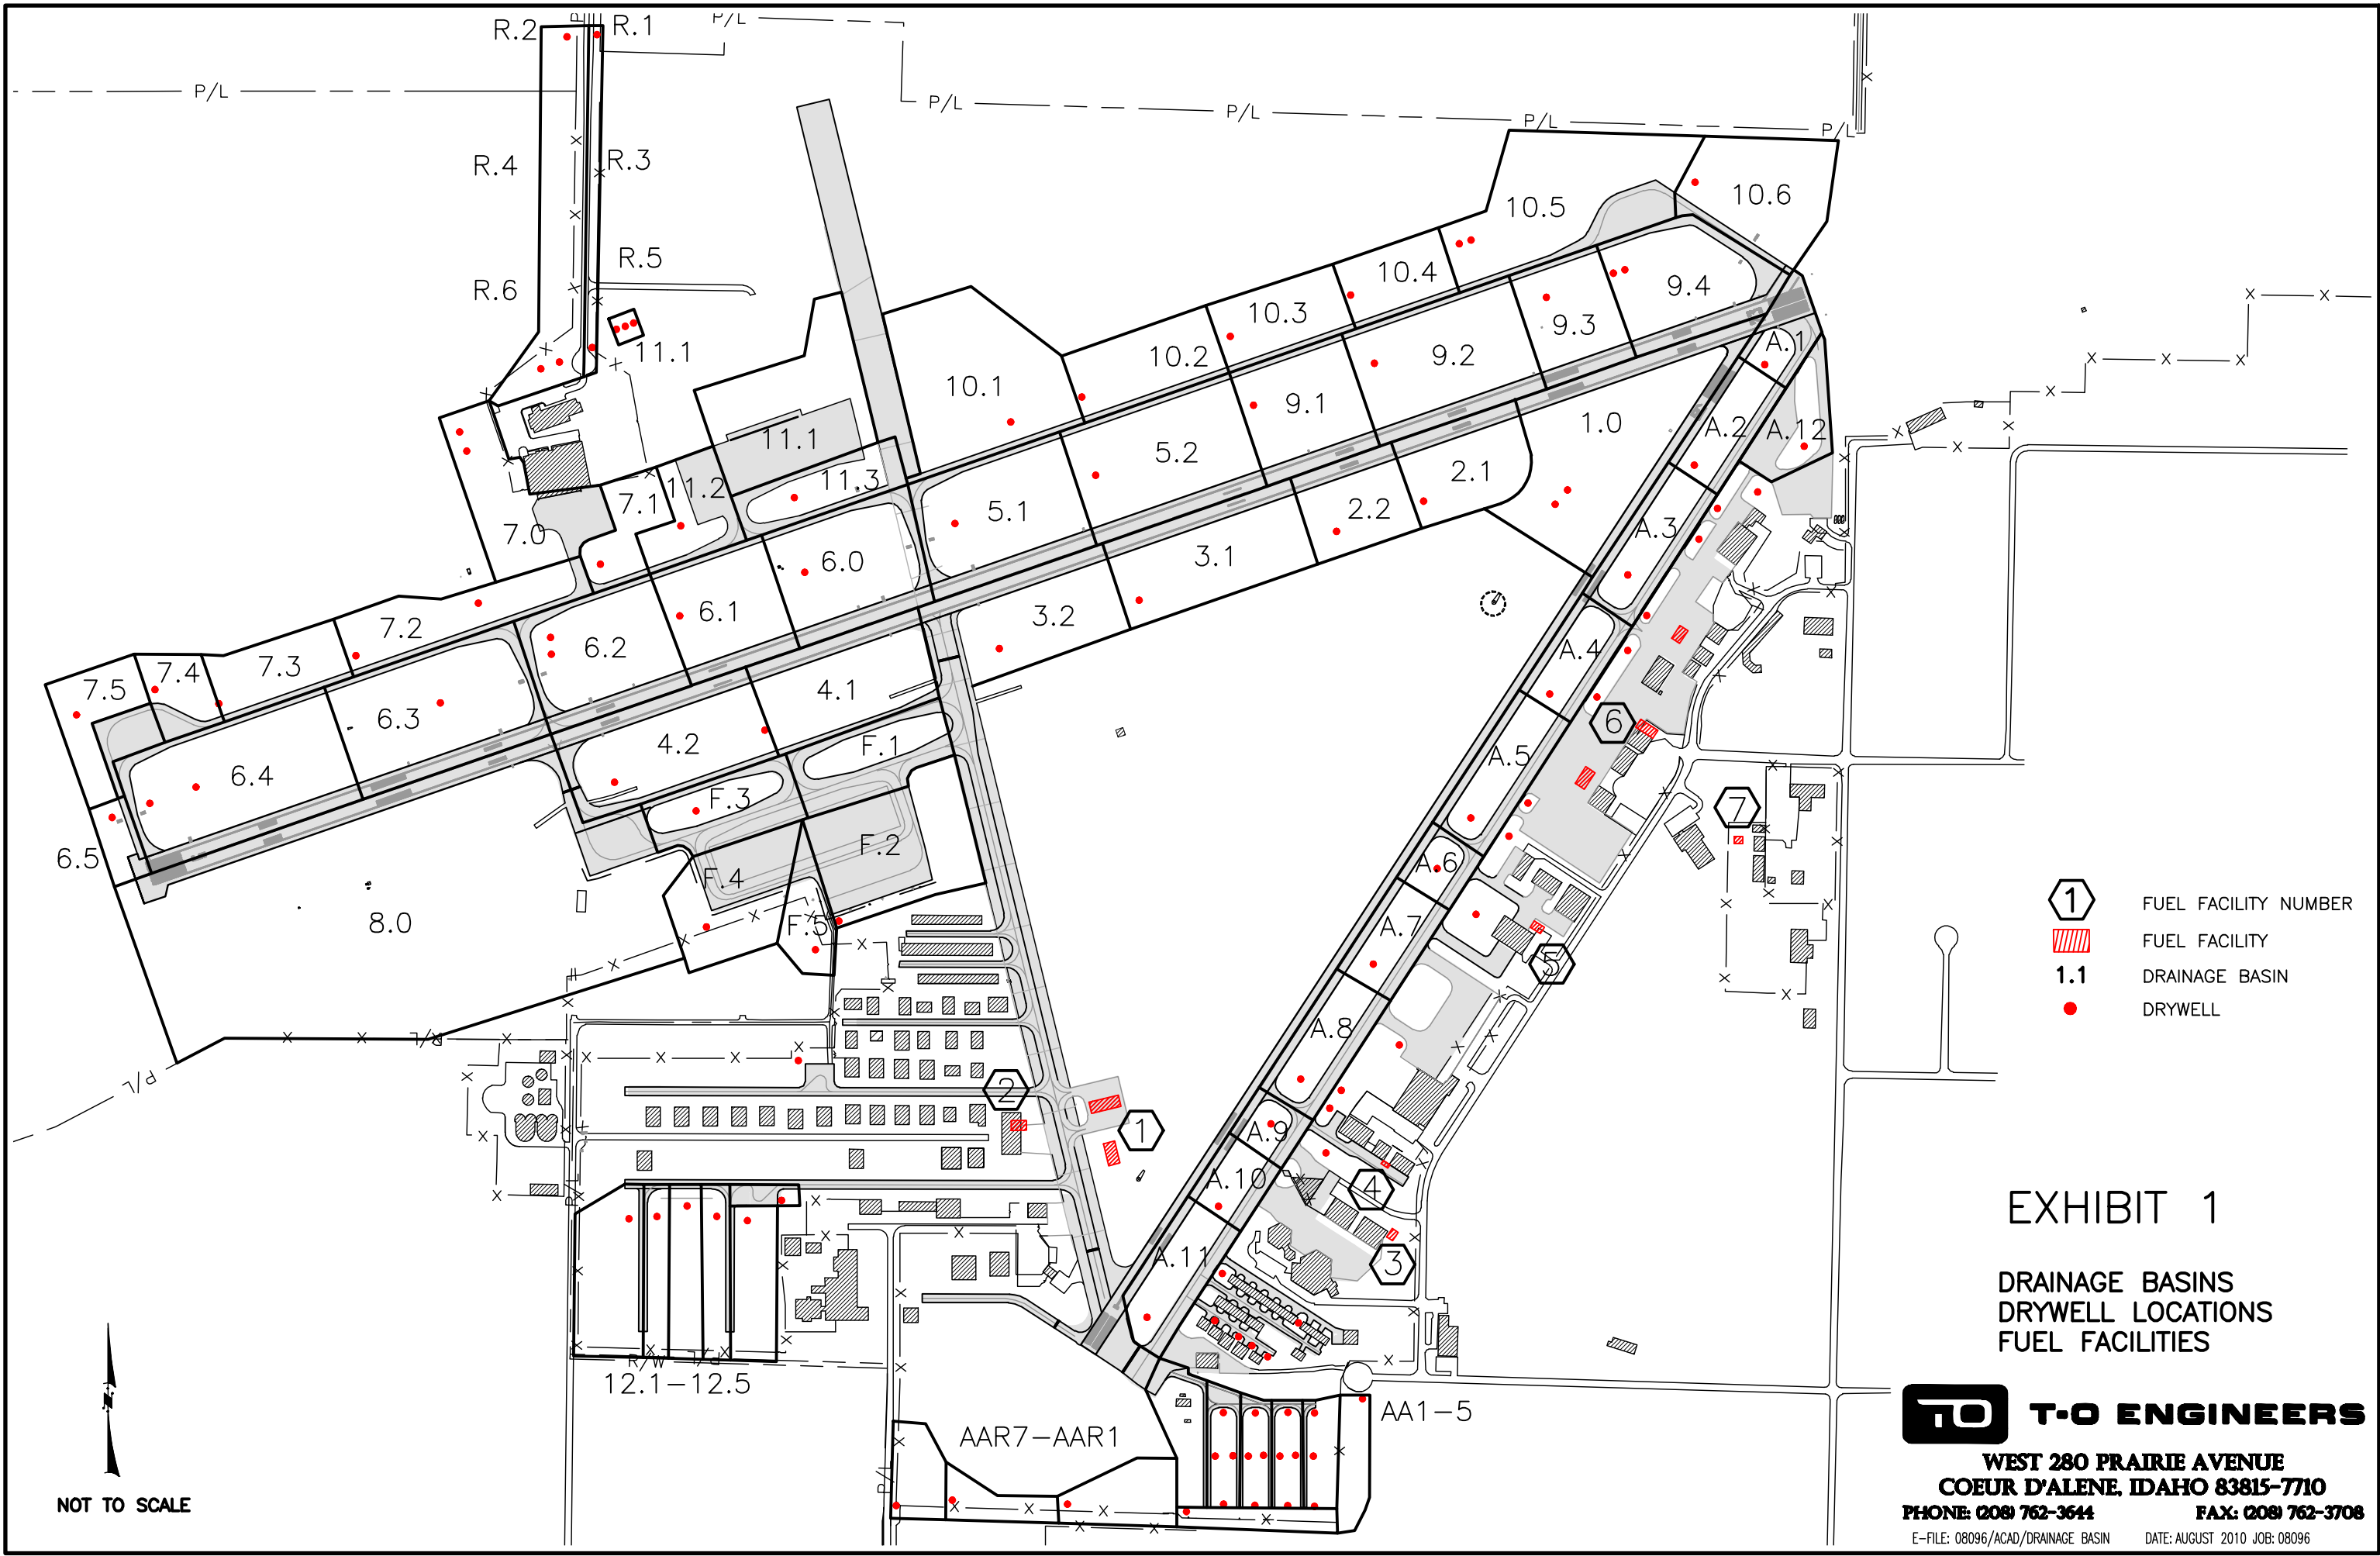 R.2
R.1
P/L
P/L
P/L
P/L
P/L
P/L
R.4
R.3
10.5
10.6
R.5
R.6
10.4
9.4
10.3
9.3
11.1
10.2
9.2
A.1
10.1
9.1
1.0
11.1
A.2
A.12
5.2
2.1
11.3
11.2
7.1
5.1
2.2
7.0
A.3
6.0
3.1
6.1
3.2
7.2
6.2
A.4
7.3
7.4
7.5
4.1
6.3
6
4.2
F.1
A.5
6.4
F.3
7
6.5
F.2
A.6
F.4
8.0
F.5
A.7
5
P/L
A.8
P/L
2
1
A.9
A.10
4
A.11
3
R/W
P/L
12.1-12.5
AA1-5
AAR7-AAR1
P/L
N
NOT TO SCALE
1
FUEL FACILITY NUMBER
FUEL FACILITY
1.1
DRAINAGE BASIN
DRYWELL
EXHIBIT 1
DRAINAGE BASINS
DRYWELL LOCATIONS
FUEL FACILITIES
TO
T-O ENGINEERS
WEST 280 PRAIRIE AVENUE
COEUR D'ALENE, IDAHO 83815-7710
PHONE: (208) 762-3644
FAX: (208) 762-3708
E-FILE: 08096/ACAD/DRAINAGE BASIN
DATE: AUGUST 2010 JOB: 08096